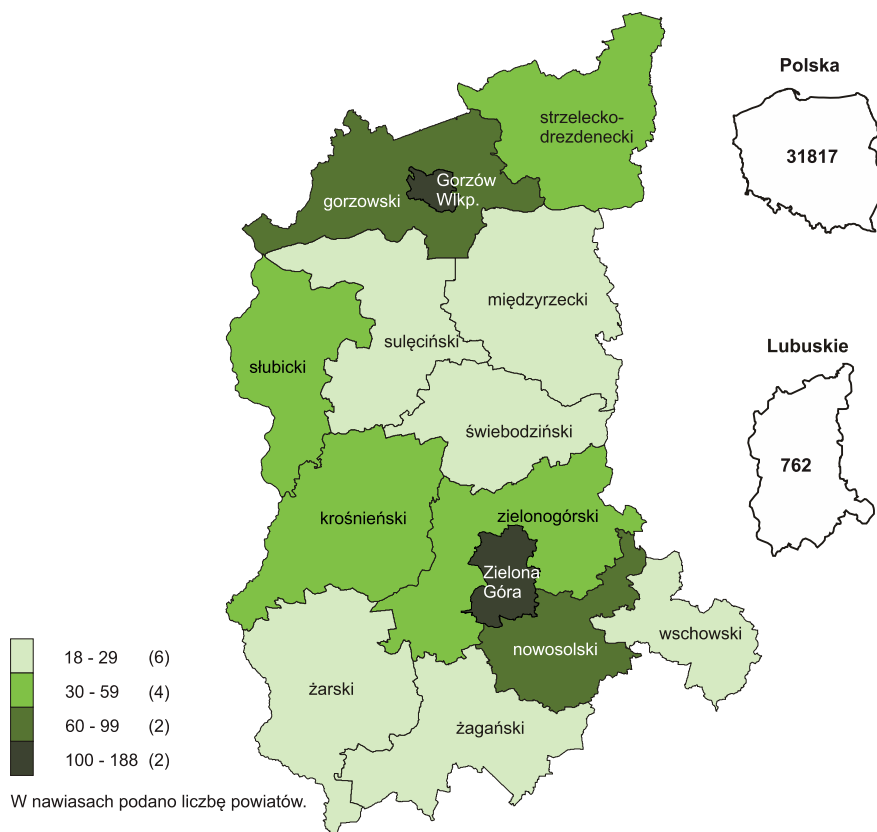 Polska
31817
strzelecko-
drezdenecki
Gorzów
Wlkp.
gorzowski
międzyrzecki
sulęciński
słubicki
Lubuskie
762
świebodziński
krośnieński
zielonogórski
Zielona
Góra
wschowski
nowosolski
żarski
żagański
18 - 29 (6)
30 - 59 (4)
60 - 99 (2)
100 - 188 (2)
W nawiasach podano liczbę powiatów.